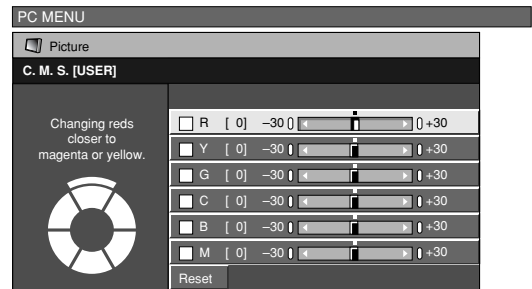 PC MENU
Picture
C. M. S. [USER]
Changing reds
closer to
magenta or yellow.
R [ 0] –30 +30
Y [ 0] –30 +30
G [ 0] –30 +30
C [ 0] –30 +30
B [ 0] –30 +30
M [ 0] –30 +30
Reset